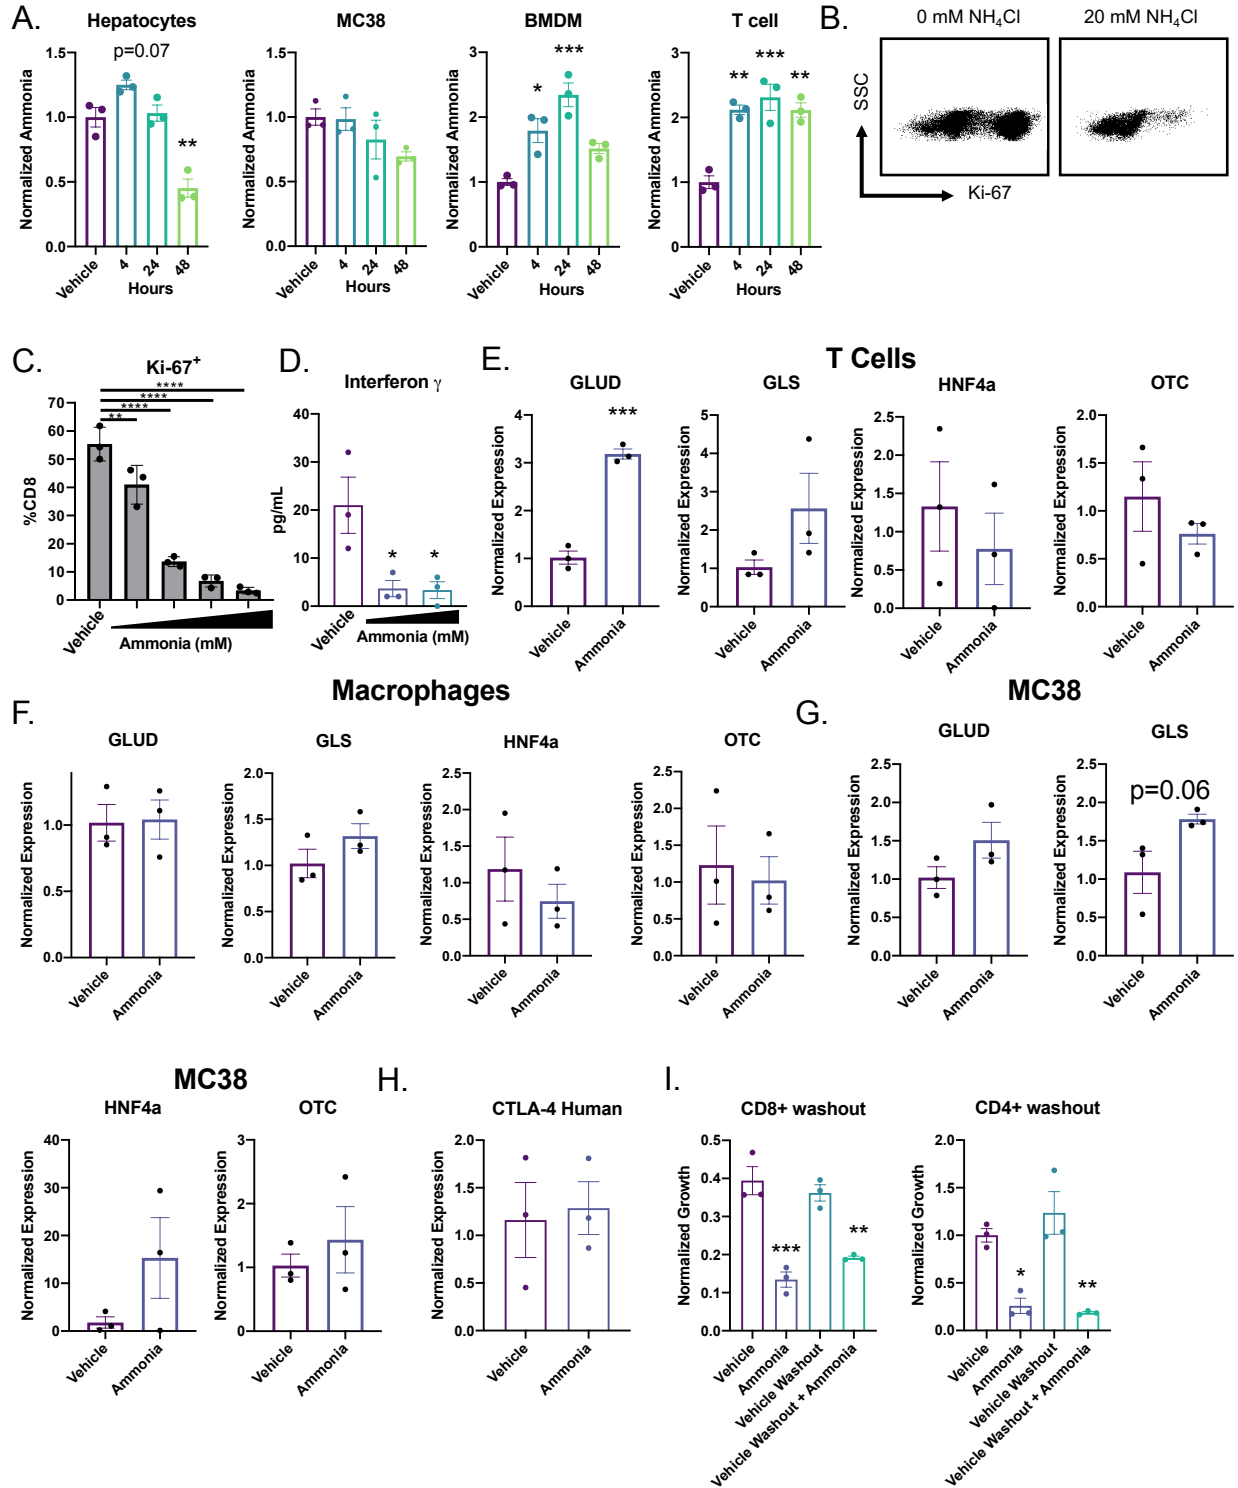 A.
Hepatocytes
Normalized Ammonia
1.5
1.0
0.5
0.0
p=0.07
**
Vehicle
4
24
48
Hours
MC38
Normalized Ammonia
1.5
1.0
0.5
0.0
Vehicle
4
24
48
Hours
BMDM
Normalized Ammonia
3
2
1
0
*
***
Vehicle
4
24
48
Hours
T cell
Normalized Ammonia
3
2
1
0
**
***
**
Vehicle
4
24
48
Hours
B.
0 mM NH₄Cl
20 mM NH₄Cl
SSC
Ki-67
C.
Ki-67⁺
%CD8
80
70
60
50
40
30
20
10
0
****
****
****
**
Vehicle
Ammonia (mM)
D.
Interferon γ
pg/mL
40
30
20
10
0
*
*
Vehicle
Ammonia (mM)
E.
T Cells
GLUD
Normalized Expression
4
3
1
0
***
Vehicle
Ammonia
GLS
Normalized Expression
5
4
3
2
1
0
Vehicle
Ammonia
HNF4a
Normalized Expression
2.5
2.0
1.5
1.0
0.5
0.0
Vehicle
Ammonia
OTC
Normalized Expression
2.0
1.5
1.0
0.5
0.0
Vehicle
Ammonia
F.
Macrophages
GLUD
Normalized Expression
1.0
0.5
0.0
Vehicle
Ammonia
GLS
Normalized Expression
2.0
1.5
1.0
0.5
0.0
Vehicle
Ammonia
HNF4a
Normalized Expression
2.5
2.0
1.5
1.0
0.5
0.0
Vehicle
Ammonia
OTC
Normalized Expression
2.5
2.0
1.5
1.0
0.5
0.0
Vehicle
Ammonia
G.
MC38
GLUD
Normalized Expression
2.5
2.0
1.5
1.0
0.5
0.0
Vehicle
Ammonia
GLS
Normalized Expression
2.5
2.0
1.5
1.0
0.5
0.0
p=0.06
Vehicle
Ammonia
MC38
HNF4a
Normalized Expression
40
30
20
10
0
Vehicle
Ammonia
OTC
Normalized Expression
3
2
1
0
Vehicle
Ammonia
H.
CTLA-4 Human
Normalized Expression
2.0
1.5
1.0
0.5
0.0
Vehicle
Ammonia
I.
CD8+ washout
Normalized Growth
0.5
0.4
0.3
0.2
0.1
0.0
***
**
Vehicle
Ammonia
Vehicle Washout
Vehicle Washout + Ammonia
CD4+ washout
Normalized Growth
2.0
1.5
1.0
0.5
0.0
*
**
Vehicle
Ammonia
Vehicle Washout
Vehicle Washout + Ammonia